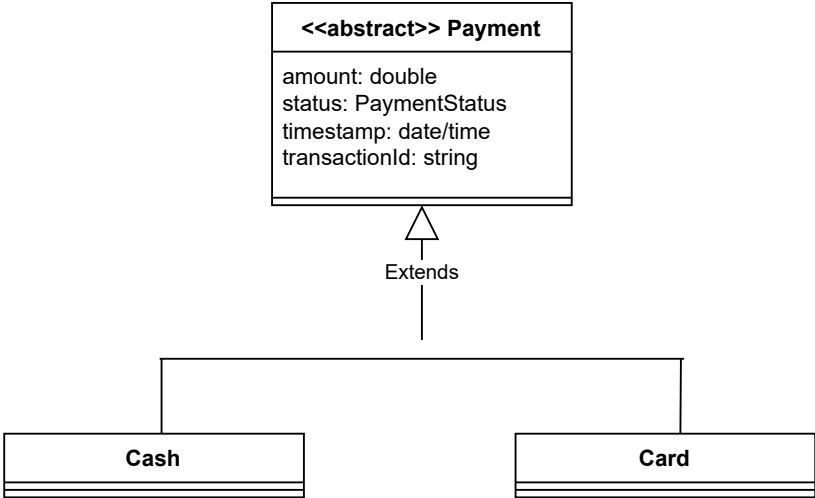 <<abstract>> Payment
amount: double
status: PaymentStatus
timestamp: date/time
transactionId: string
Extends
Cash
Card